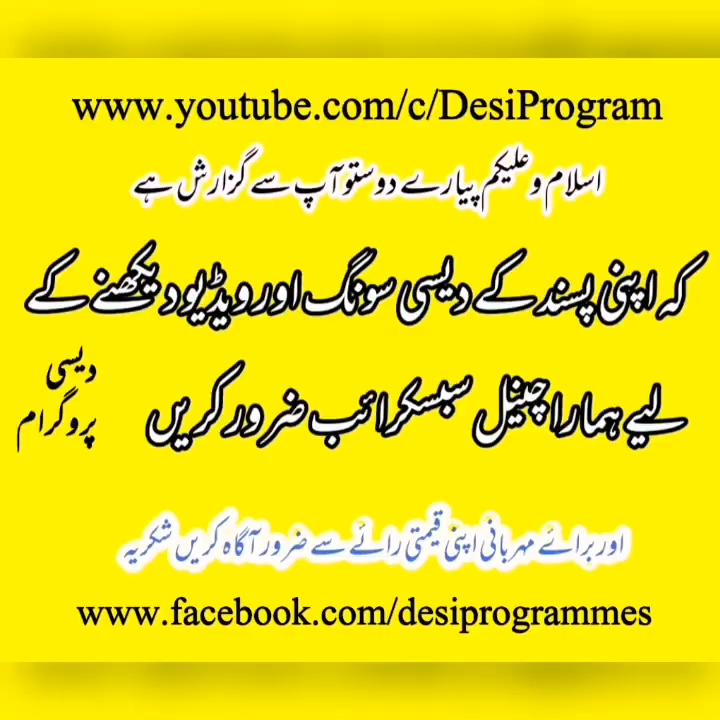 www.youtube.com/c/DesiProgram
اسلام و علیکم پیارے دوستو آپ سے گزارش ہے
کہ اپنی پسند کے دیسی سونگ اور ویڈیو دیکھنے کے
لیے ہمارا چینل سبسکرائب ضرور کریں
دیسی
پروگرام
اور برائے مہربانی اپنی قیمتی رائے سے ضرور آگاہ کریں شکریہ
www.facebook.com/desiprogrammes